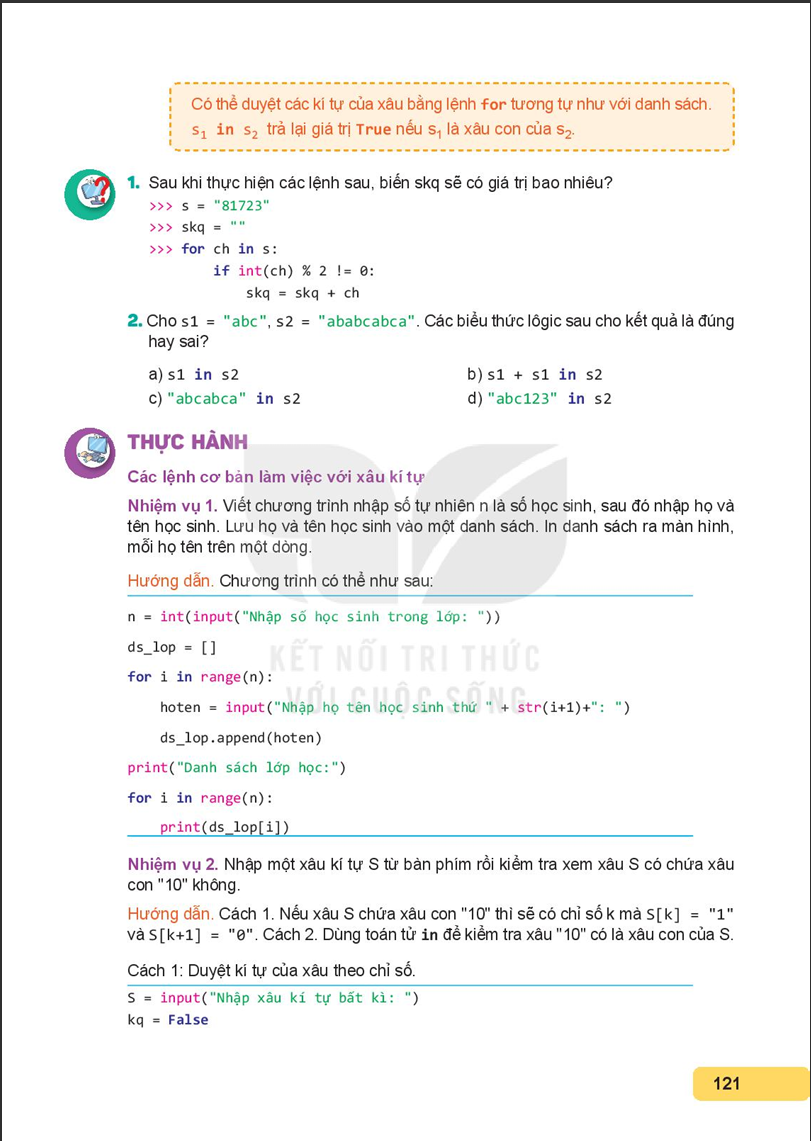 Có thể duyệt các kí tự của xâu bằng lệnh for tương tự như với danh sách.
s₁ in s₂ trả lại giá trị True nếu s₁ là xâu con của s₂.
1. Sau khi thực hiện các lệnh sau, biến skq sẽ có giá trị bao nhiêu?
>>> s = "81723"
>>> skq = ""
>>> for ch in s:
if int(ch) % 2 != 0:
skq = skq + ch
2. Cho s1 = "abc", s2 = "ababcabca". Các biểu thức lôgic sau cho kết quả là đúng
hay sai?
a) s1 in s2 b) s1 + s1 in s2
c) "abcabca" in s2 d) "abc123" in s2
THỰC HÀNH
Các lệnh cơ bản làm việc với xâu kí tự
Nhiệm vụ 1. Viết chương trình nhập số tự nhiên n là số học sinh, sau đó nhập họ và
tên học sinh. Lưu họ và tên học sinh vào một danh sách. In danh sách ra màn hình,
mỗi họ tên trên một dòng.
Hướng dẫn. Chương trình có thể như sau:
n = int(input("Nhập số học sinh trong lớp: "))
ds_lop = []
KẾT NỐI TRI THỨC
for i in range(n):
VỚI CUỘC SỐNG
hoten = input("Nhập họ tên học sinh thứ " + str(i+1)+": ")
ds_lop.append(hoten)
print("Danh sách lớp học:")
for i in range(n):
print(ds_lop[i])
Nhiệm vụ 2. Nhập một xâu kí tự S từ bàn phím rồi kiểm tra xem xâu S có chứa xâu
con "10" không.
Hướng dẫn. Cách 1. Nếu xâu S chứa xâu con "10" thì sẽ có chỉ số k mà S[k] = "1"
và S[k+1] = "0". Cách 2. Dùng toán tử in để kiểm tra xâu "10" có là xâu con của S.
Cách 1: Duyệt kí tự của xâu theo chỉ số.
S = input("Nhập xâu kí tự bất kì: ")
kq = False
121